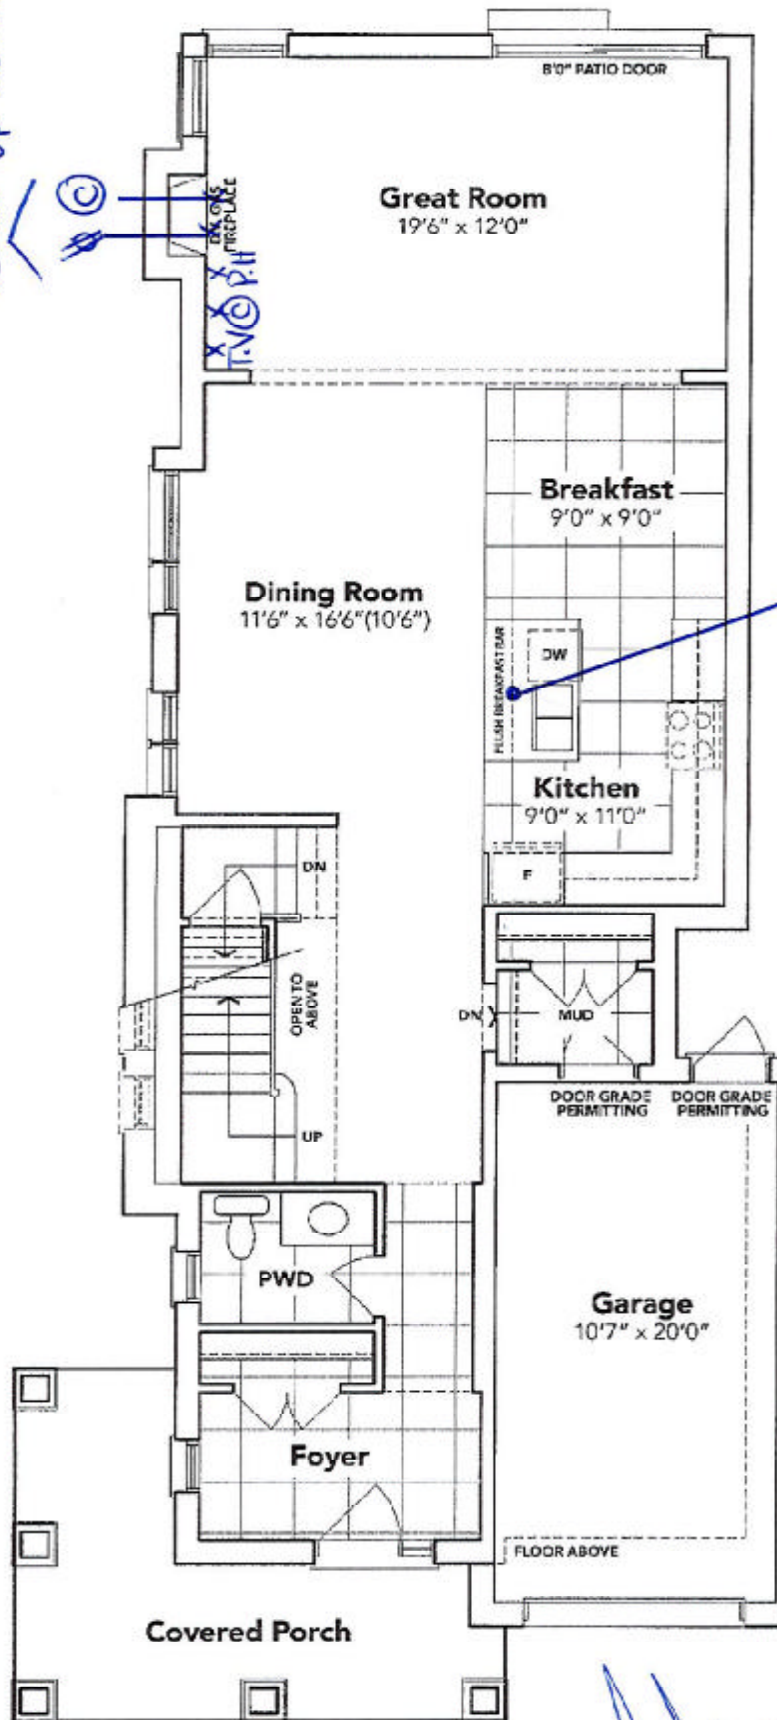 8'0" PATIO DOOR
Great Room
19'6" x 12'0"
FIREPLACE
P.H
C
T.V
C
Breakfast
9'0" x 9'0"
Dining Room
11'6" x 16'6"(10'6")
FLUSH BREAKFAST BAR
DW
Kitchen
9'0" x 11'0"
F
DN
OPEN TO
ABOVE
UP
DN
MUD
DOOR GRADE
PERMITTING
DOOR GRADE
PERMITTING
PWD
Garage
10'7" x 20'0"
Foyer
FLOOR ABOVE
Covered Porch